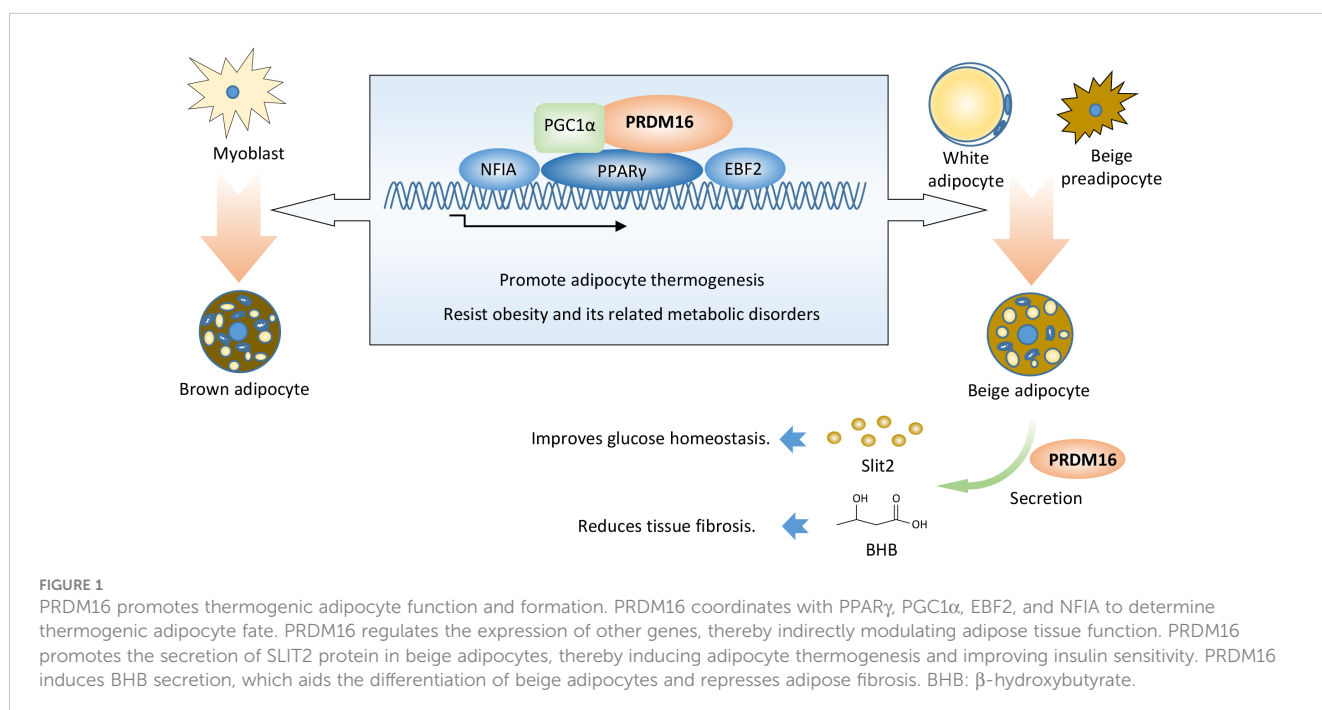 Myoblast
Brown adipocyte
PGC1α
PRDM16
NFIA
PPARγ
EBF2
Promote adipocyte thermogenesis
Resist obesity and its related metabolic disorders
White
adipocyte
Beige
preadipocyte
Beige adipocyte
PRDM16
Secretion
Improves glucose homeostasis.
Slit2
Reduces tissue fibrosis.
OH
O
OH
BHB
FIGURE 1
PRDM16 promotes thermogenic adipocyte function and formation. PRDM16 coordinates with PPARγ, PGC1α, EBF2, and NFIA to determine
thermogenic adipocyte fate. PRDM16 regulates the expression of other genes, thereby indirectly modulating adipose tissue function. PRDM16
promotes the secretion of SLIT2 protein in beige adipocytes, thereby inducing adipocyte thermogenesis and improving insulin sensitivity. PRDM16
induces BHB secretion, which aids the differentiation of beige adipocytes and represses adipose fibrosis. BHB: β-hydroxybutyrate.